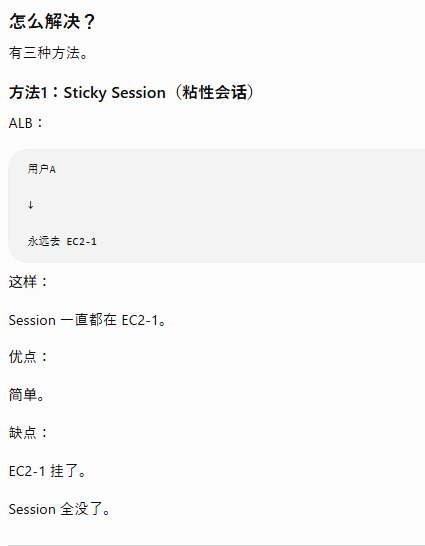 怎么解决？
有三种方法。
方法1：Sticky Session（粘性会话）
ALB：
用户A
↓
永远去 EC2-1
这样：
Session 一直都在 EC2-1。
优点：
简单。
缺点：
EC2-1 挂了。
Session 全没了。